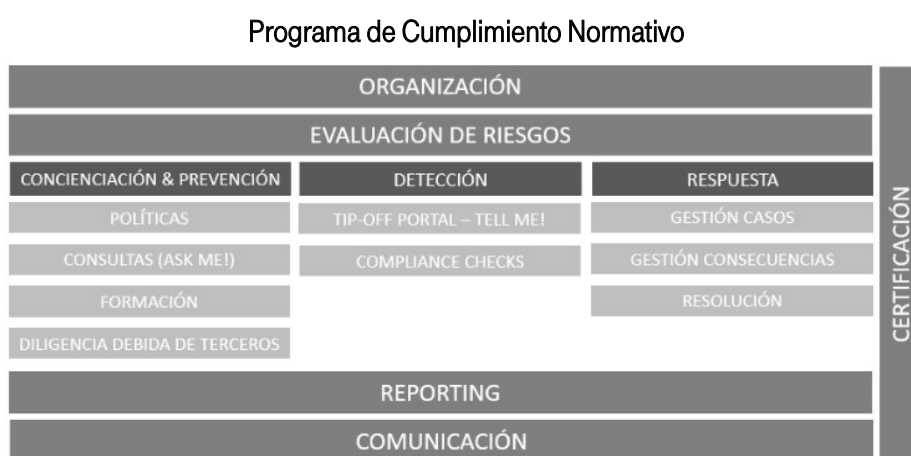 Programa de Cumplimiento Normativo
ORGANIZACIÓN
EVALUACIÓN DE RIESGOS
CONCIENCIACIÓN & PREVENCIÓN
POLÍTICAS
CONSULTAS (ASK ME!)
FORMACIÓN
DILIGENCIA DEBIDA DE TERCEROS
DETECCIÓN
TIP-OFF PORTAL – TELL ME!
COMPLIANCE CHECKS
RESPUESTA
GESTIÓN CASOS
GESTIÓN CONSECUENCIAS
RESOLUCIÓN
REPORTING
COMUNICACIÓN
CERTIFICACIÓN